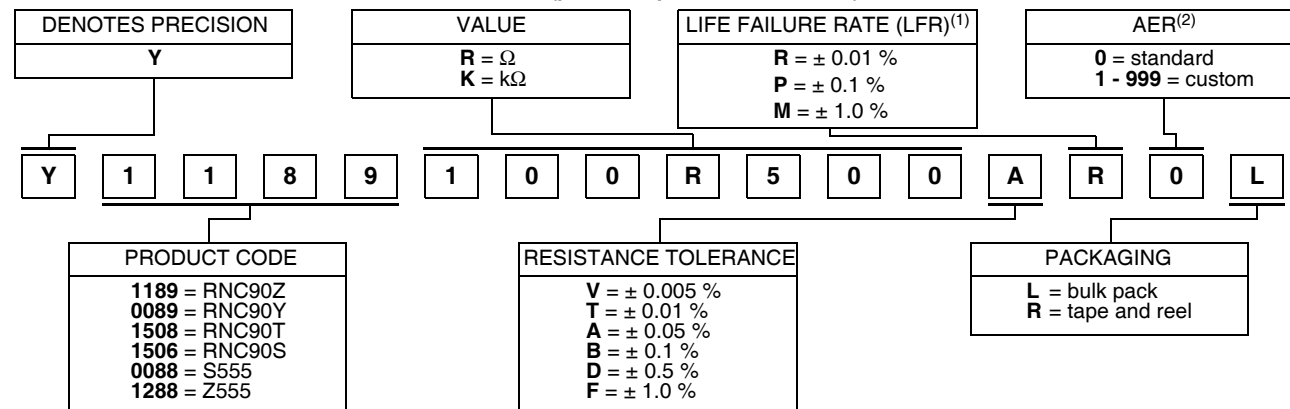 DENOTES PRECISION
Y
VALUE
R = Ω
K = kΩ
LIFE FAILURE RATE (LFR)(1)
R = ± 0.01 %
P = ± 0.1 %
M = ± 1.0 %
AER(2)
0 = standard
1 - 999 = custom
Y 1 1 8 9 1 0 0 R 5 0 0 A R 0 L
PRODUCT CODE
1189 = RNC90Z
0089 = RNC90Y
1508 = RNC90T
1506 = RNC90S
0088 = S555
1288 = Z555
RESISTANCE TOLERANCE
V = ± 0.005 %
T = ± 0.01 %
A = ± 0.05 %
B = ± 0.1 %
D = ± 0.5 %
F = ± 1.0 %
PACKAGING
L = bulk pack
R = tape and reel